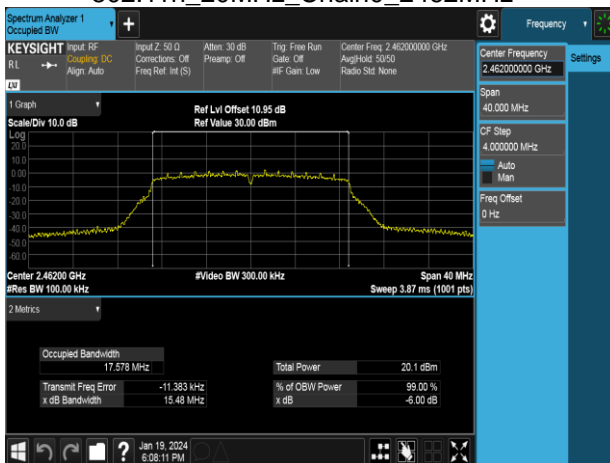 Spectrum Analyzer 1
Occupied BW
Frequency
KEYSIGHT
RL
LXI
Input: RF
Coupling: DC
Align: Auto
Input Z: 50 Ω
Corrections: Off
Freq Ref: Int (S)
Atten: 30 dB
Preamp: Off
Trig: Free Run
Gate: Off
#IF Gain: Low
Center Freq: 2.462000000 GHz
Avg|Hold: 50/50
Radio Std: None
Center Frequency
2.462000000 GHz
Settings
Span
40.000 MHz
CF Step
4.000000 MHz
Auto
Man
Freq Offset
0 Hz
1 Graph
Scale/Div 10.0 dB
Ref Lvl Offset 10.95 dB
Ref Value 30.00 dBm
Log
20.0
10.0
0.00
-10.0
-20.0
-30.0
-40.0
-50.0
-60.0
Center 2.46200 GHz
#Res BW 100.00 kHz
#Video BW 300.00 kHz
Span 40 MHz
Sweep 3.87 ms (1001 pts)
2 Metrics
Occupied Bandwidth
17.578 MHz
Total Power 20.1 dBm
Transmit Freq Error -11.383 kHz
% of OBW Power 99.00 %
x dB Bandwidth 15.48 MHz
x dB -6.00 dB
Jan 19, 2024
6:08:11 PM